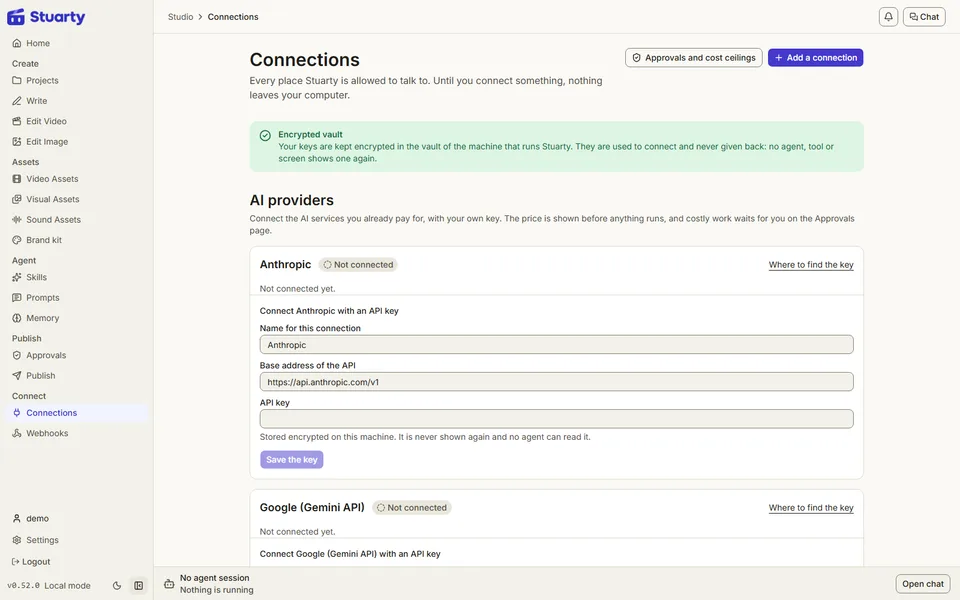 Stuarty
Home
Create
Projects
Write
Edit Video
Edit Image
Assets
Video Assets
Visual Assets
Sound Assets
Brand kit
Agent
Skills
Prompts
Memory
Publish
Approvals
Publish
Connect
Connections
Webhooks
demo
Settings
Logout
v0.52.0 Local mode
Studio > Connections
Chat
Connections
Every place Stuarty is allowed to talk to. Until you connect something, nothing
leaves your computer.
Approvals and cost ceilings
+ Add a connection
Encrypted vault
Your keys are kept encrypted in the vault of the machine that runs Stuarty. They are used to connect and never given back: no agent, tool or
screen shows one again.
AI providers
Connect the AI services you already pay for, with your own key. The price is shown before anything runs, and costly work waits for you on the Approvals
page.
Anthropic Not connected Where to find the key
Not connected yet.
Connect Anthropic with an API key
Name for this connection
Anthropic
Base address of the API
https://api.anthropic.com/v1
API key
Stored encrypted on this machine. It is never shown again and no agent can read it.
Save the key
Google (Gemini API) Not connected Where to find the key
Not connected yet.
Connect Google (Gemini API) with an API key
No agent session
Nothing is running
Open chat